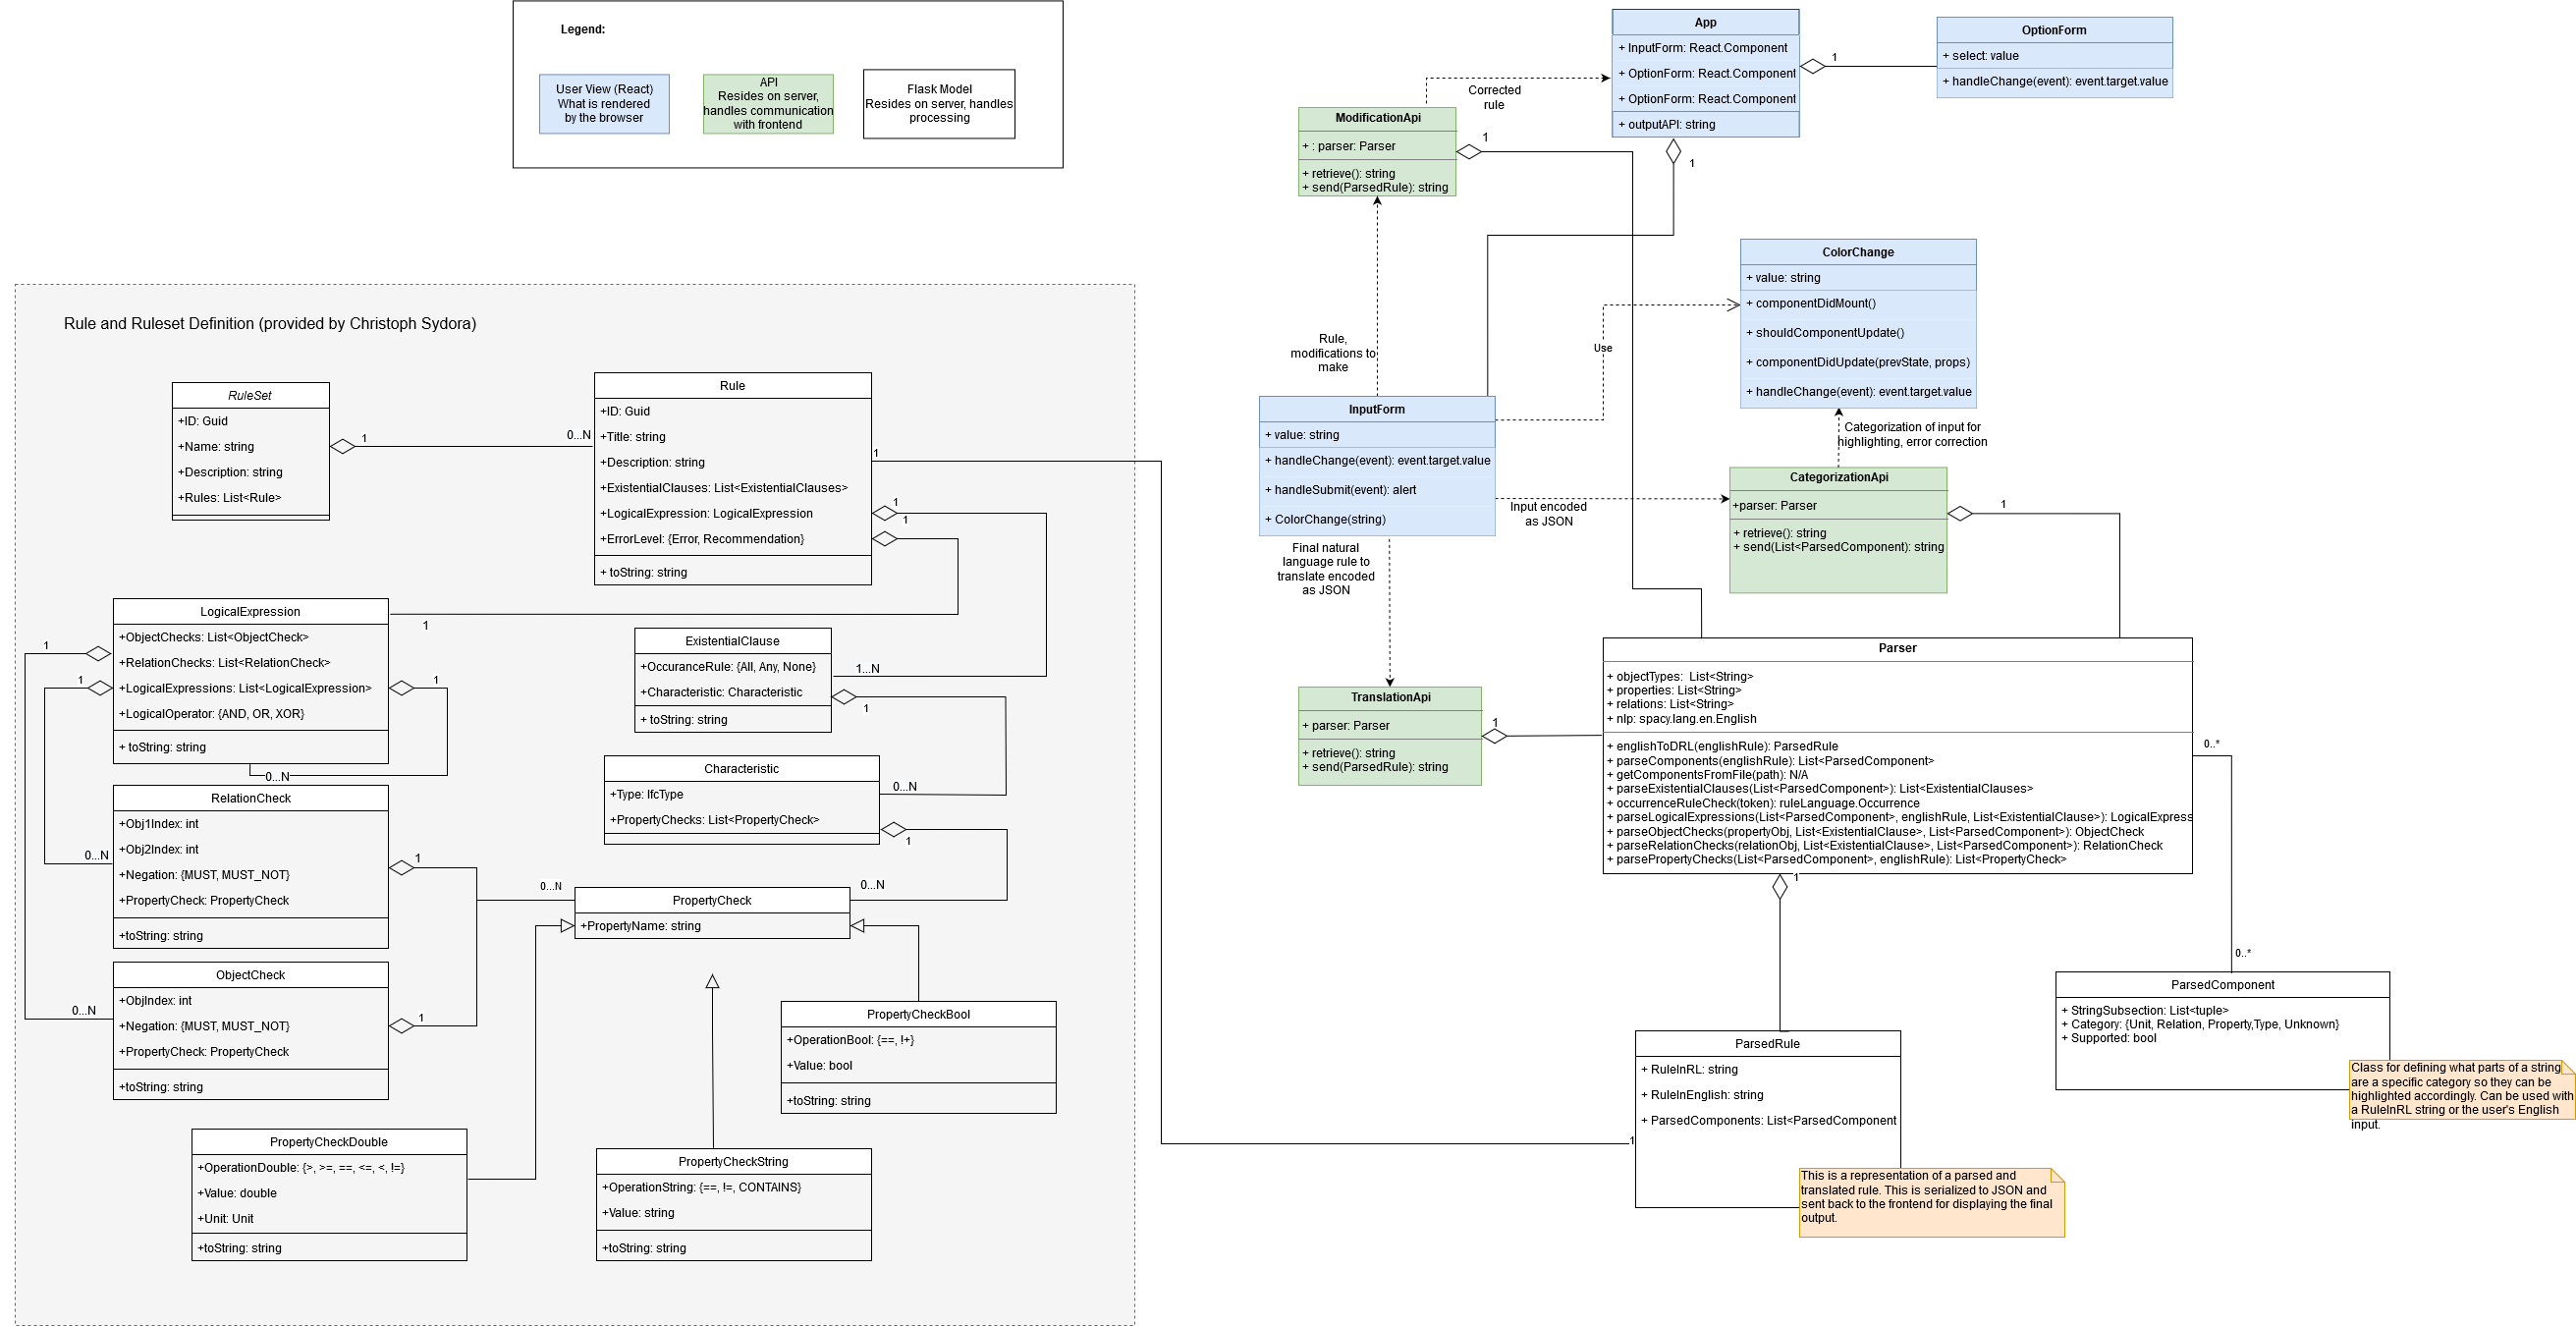 Legend:
User View (React)
What is rendered
by the browser
API
Resides on server,
handles communication
with frontend
Flask Model
Resides on server, handles
processing
App
+ InputForm: React.Component
+ OptionForm: React.Component
+ OptionForm: React.Component
+ outputAPI: string
1
1
OptionForm
+ select: value
+ handleChange(event): event.target.value
Corrected
rule
ModificationApi
+ : parser: Parser
+ retrieve(): string
+ send(ParsedRule): string
1
ColorChange
+ value: string
+ componentDidMount()
+ shouldComponentUpdate()
+ componentDidUpdate(prevState, props)
+ handleChange(event): event.target.value
Use
Rule,
modifications to
make
InputForm
+ value: string
+ handleChange(event): event.target.value
+ handleSubmit(event): alert
+ ColorChange(string)
Categorization of input for
highlighting, error correction
Input encoded
as JSON
CategorizationApi
+parser: Parser
+ retrieve(): string
+ send(List<ParsedComponent): string
1
Final natural
language rule to
translate encoded
as JSON
TranslationApi
+ parser: Parser
+ retrieve(): string
+ send(ParsedRule): string
1
Parser
+ objectTypes:  List<String>
+ properties: List<String>
+ relations: List<String>
+ nlp: spacy.lang.en.English
+ englishToDRL(englishRule): ParsedRule
+ parseComponents(englishRule): List<ParsedComponent>
+ getComponentsFromFile(path): N/A
+ parseExistentialClauses(List<ParsedComponent>): List<ExistentialClauses>
+ occurrenceRuleCheck(token): ruleLanguage.Occurrence
+ parseLogicalExpressions(List<ParsedComponent>, englishRule, List<ExistentialClause>): LogicalExpress
+ parseObjectChecks(propertyObj, List<ExistentialClause>, List<ParsedComponent>): ObjectCheck
+ parseRelationChecks(relationObj, List<ExistentialClause>, List<ParsedComponent>): RelationCheck
+ parsePropertyChecks(List<ParsedComponent>, englishRule): List<PropertyCheck>
0..*
1
0..*
ParsedComponent
+ StringSubsection: List<tuple>
+ Category: {Unit, Relation, Property,Type, Unknown}
+ Supported: bool
Class for defining what parts of a string
are a specific category so they can be
highlighted accordingly. Can be used with
a RuleInRL string or the user's English
input.
ParsedRule
+ RuleInRL: string
+ RuleInEnglish: string
+ ParsedComponents: List<ParsedComponent
1
This is a representation of a parsed and
translated rule. This is serialized to JSON and
sent back to the frontend for displaying the final
output.
Rule and Ruleset Definition (provided by Christoph Sydora)
RuleSet
+ID: Guid
+Name: string
+Description: string
+Rules: List<Rule>
1
0...N
Rule
+ID: Guid
+Title: string
+Description: string
+ExistentialClauses: List<ExistentialClauses>
+LogicalExpression: LogicalExpression
+ErrorLevel: {Error, Recommendation}
+ toString: string
1
1
1
LogicalExpression
+ObjectChecks: List<ObjectCheck>
+RelationChecks: List<RelationCheck>
+LogicalExpressions: List<LogicalExpression>
+LogicalOperator: {AND, OR, XOR}
+ toString: string
1
1
1
1
0...N
ExistentialClause
+OccuranceRule: {All, Any, None}
+Characteristic: Characteristic
+ toString: string
1...N
1
Characteristic
+Type: IfcType
+PropertyChecks: List<PropertyCheck>
0...N
1
RelationCheck
+Obj1Index: int
+Obj2Index: int
+Negation: {MUST, MUST_NOT}
+PropertyCheck: PropertyCheck
+toString: string
0...N
1
0...N
0...N
PropertyCheck
+PropertyName: string
ObjectCheck
+ObjIndex: int
+Negation: {MUST, MUST_NOT}
+PropertyCheck: PropertyCheck
+toString: string
0...N
1
PropertyCheckBool
+OperationBool: {==, !+}
+Value: bool
+toString: string
PropertyCheckDouble
+OperationDouble: {>, >=, ==, <=, <, !=}
+Value: double
+Unit: Unit
+toString: string
PropertyCheckString
+OperationString: {==, !=, CONTAINS}
+Value: string
+toString: string